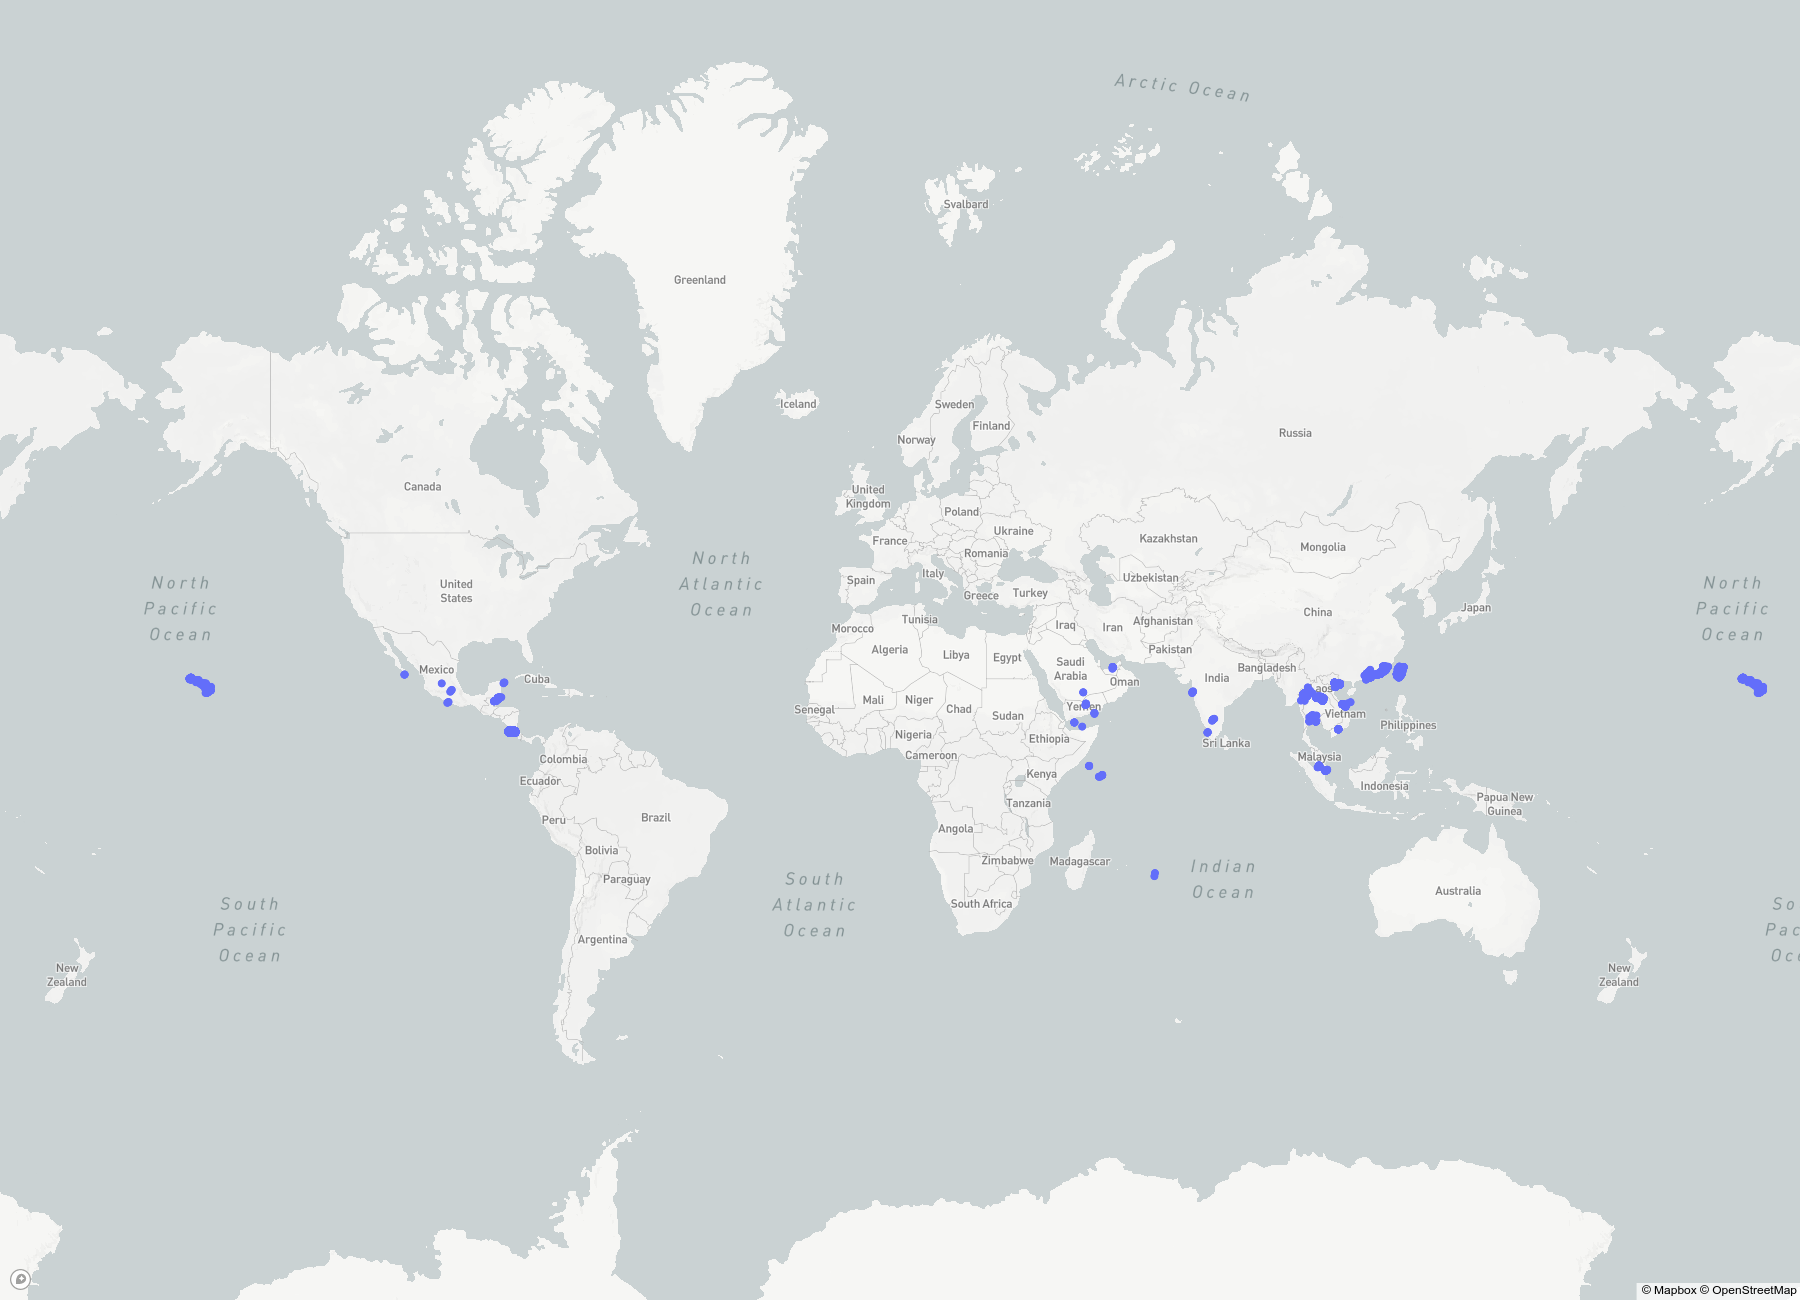 Arctic Ocean
Svalbard
Greenland
Iceland
Sweden
Finland
Norway
Russia
Canada
United
Kingdom
Poland
Ukraine
France
Romania
Kazakhstan
Mongolia
North
Pacific
Ocean
United
States
North
Atlantic
Ocean
Spain
Italy
Greece
Turkey
Uzbekistan
China
Japan
North
Pacific
Ocean
Morocco
Tunisia
Algeria
Libya
Egypt
Iraq
Iran
Afghanistan
Pakistan
Saudi
Arabia
Oman
India
Bangladesh
Mexico
Cuba
Senegal
Mali
Niger
Chad
Sudan
Yemen
Laos
Vietnam
Philippines
Nigeria
Ethiopia
Cameroon
Kenya
Sri Lanka
Malaysia
Indonesia
Papua New
Guinea
Colombia
Ecuador
Peru
Brazil
Bolivia
Paraguay
Argentina
Tanzania
Angola
Zimbabwe
Madagascar
South Africa
Indian
Ocean
Australia
South
Pacific
Ocean
South
Atlantic
Ocean
So
Pac
Oce
New
Zealand
New
Zealand
© Mapbox © OpenStreetMap